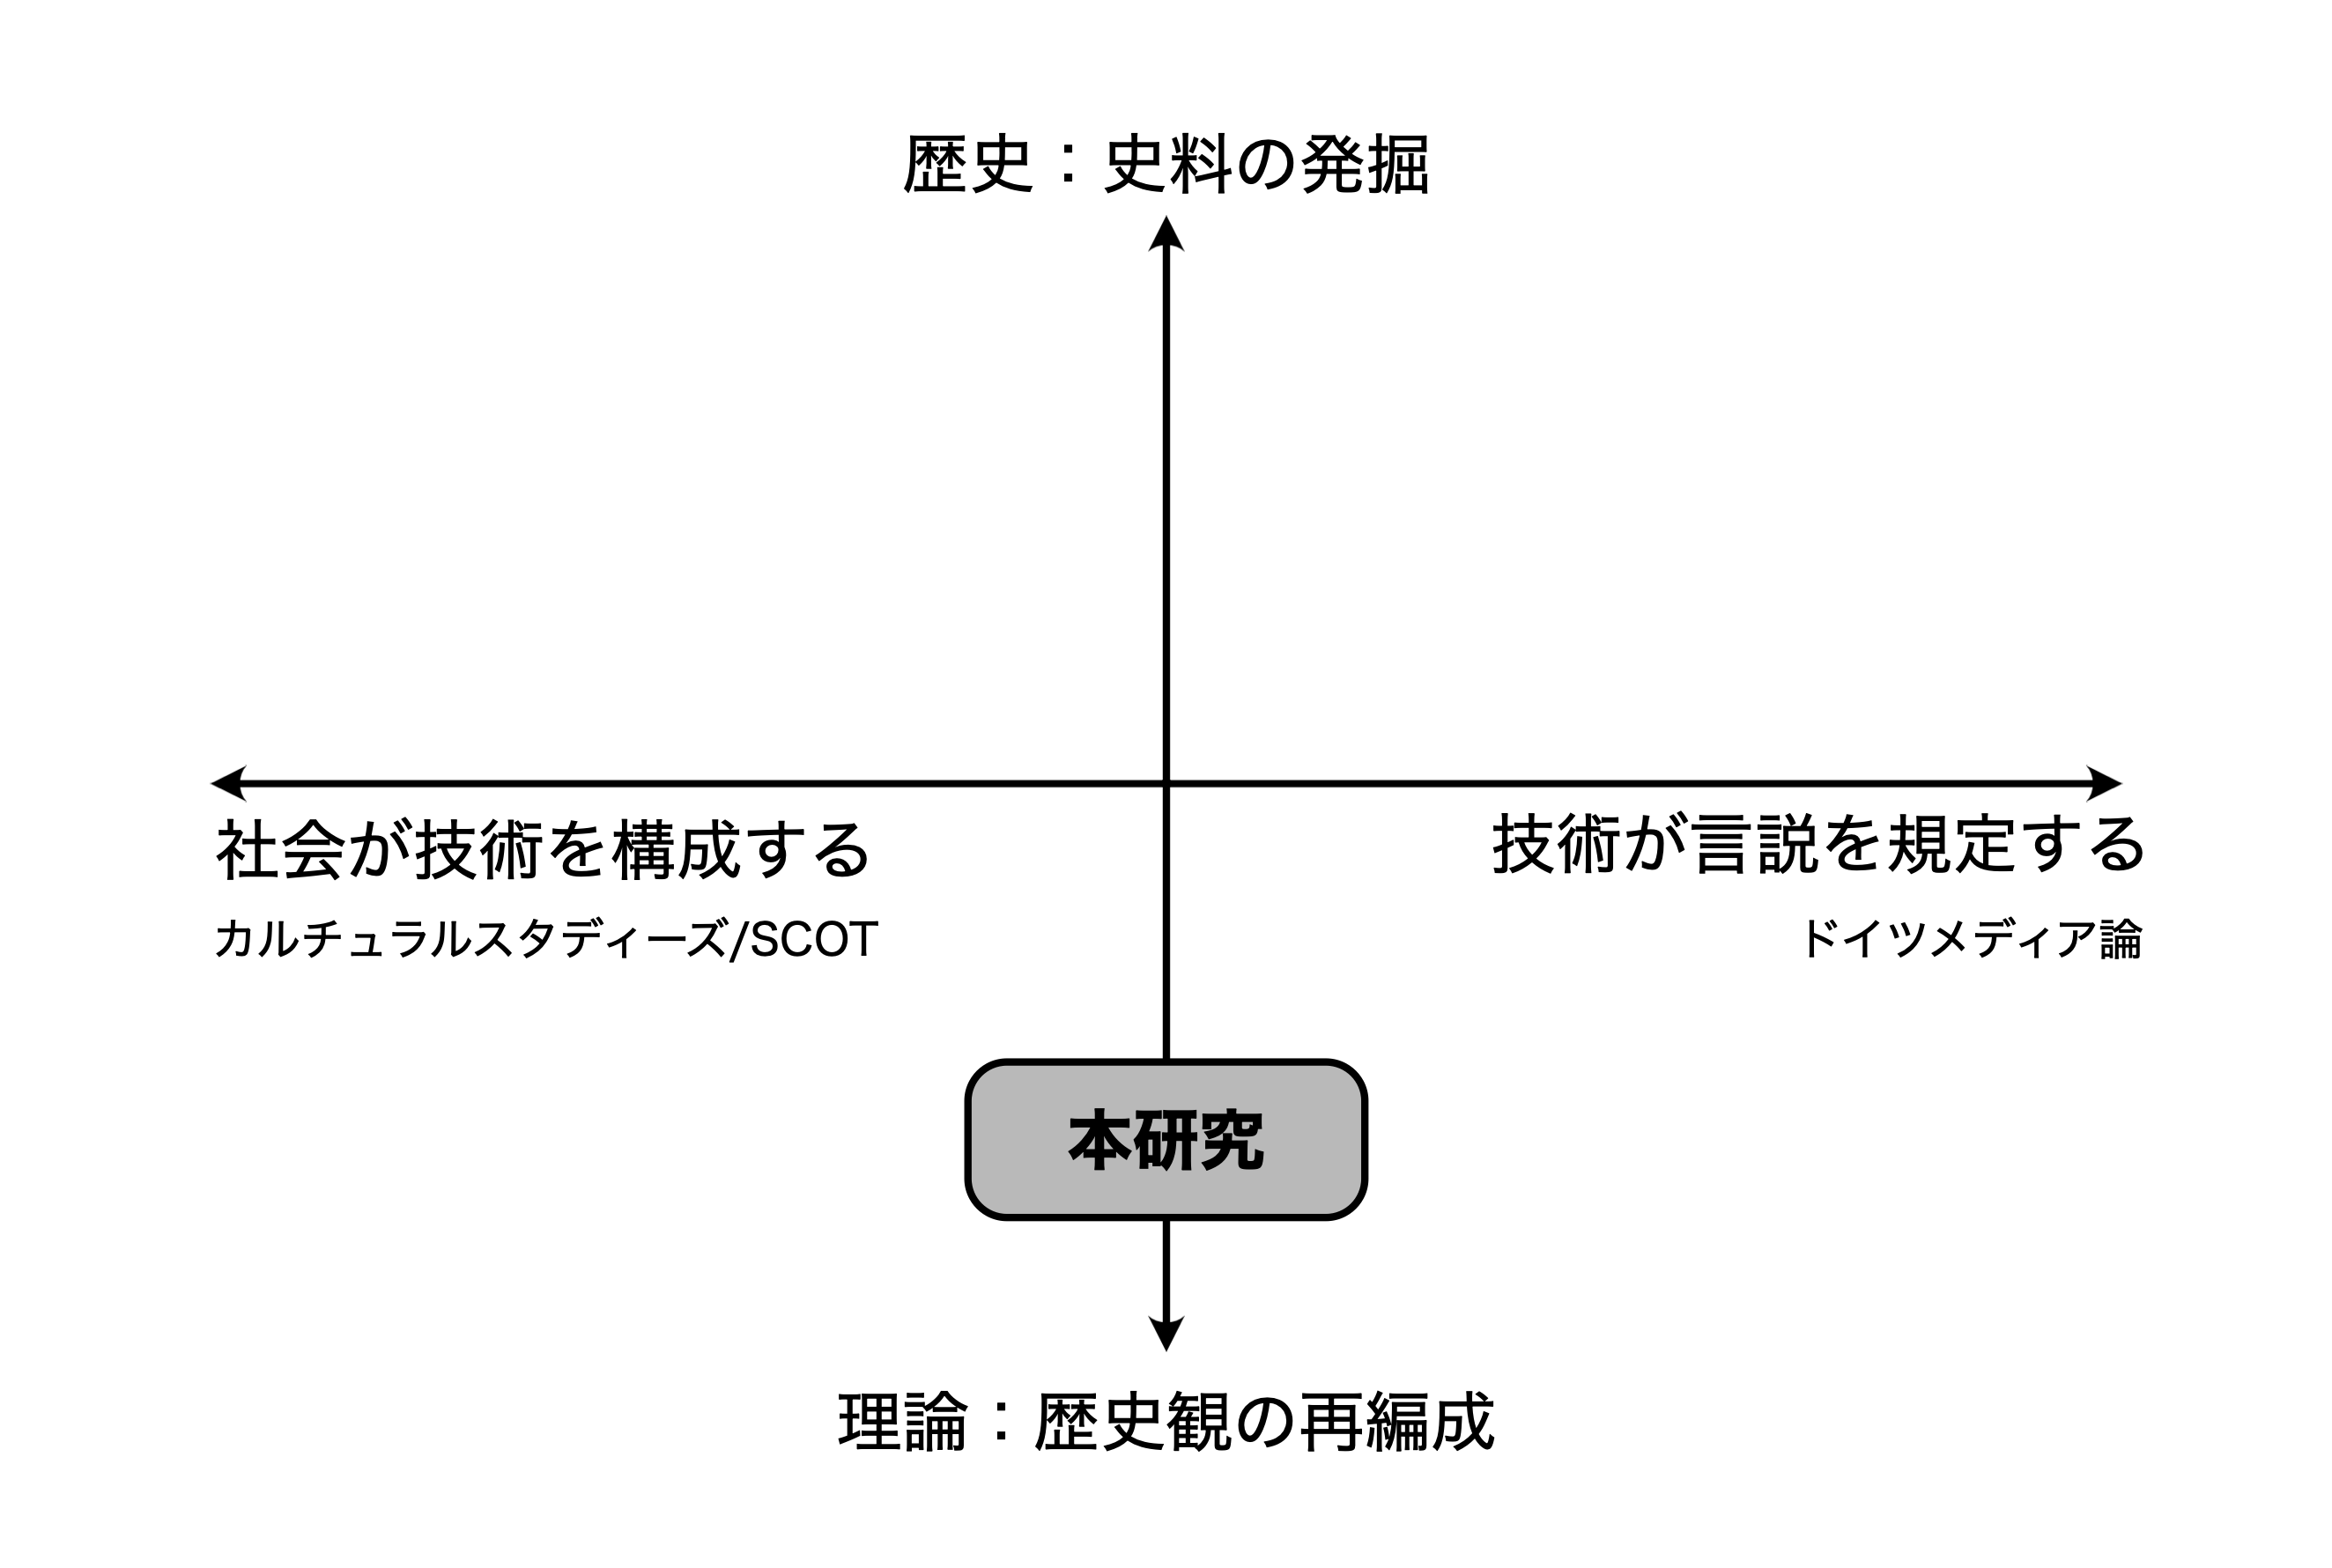 歴史：史料の発掘
社会が技術を構成する
カルチュラルスタディーズ/SCOT
技術が言説を規定する
ドイツメディア論
本研究
理論：歴史観の再編成